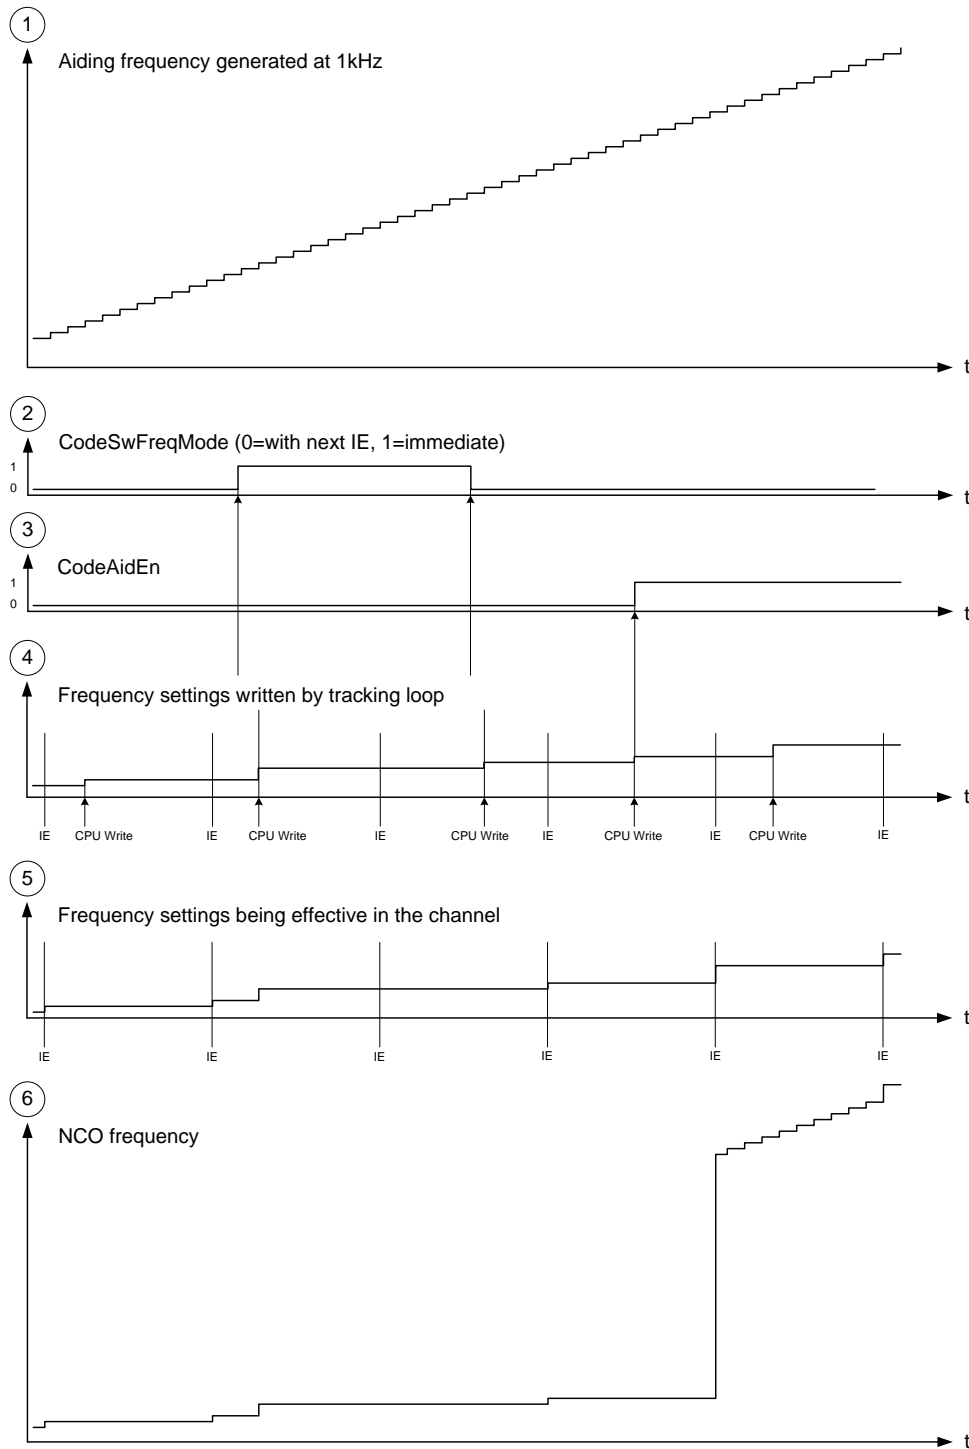 1
Aiding frequency generated at 1kHz
t
2
CodeSwFreqMode (0=with next IE, 1=immediate)
1
0
t
3
CodeAidEn
1
0
t
4
Frequency settings written by tracking loop
t
IE CPU Write IE CPU Write IE CPU Write IE CPU Write IE CPU Write IE
5
Frequency settings being effective in the channel
t
IE IE IE IE IE IE
6
NCO frequency
t